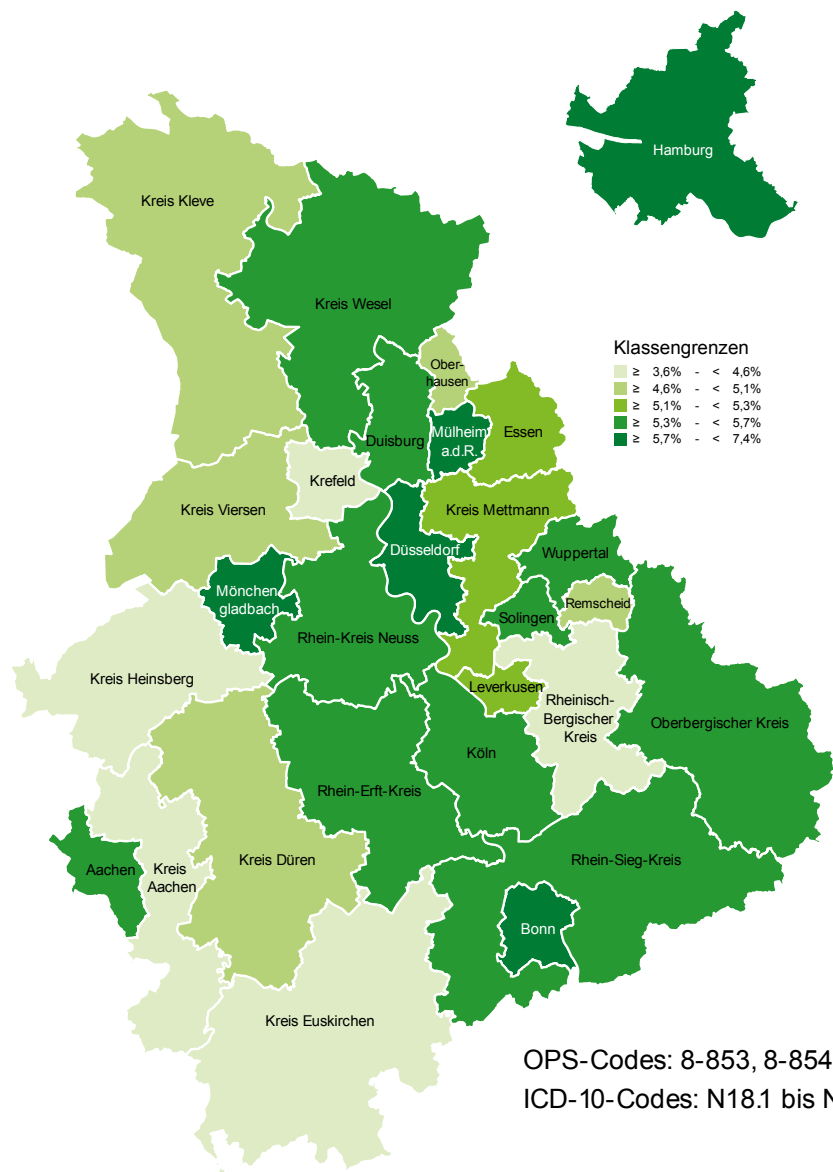 Hamburg
Kreis Kleve
Kreis Wesel
Klassengrenzen
≥ 3,6% - < 4,6%
≥ 4,6% - < 5,1%
≥ 5,1% - < 5,3%
≥ 5,3% - < 5,7%
≥ 5,7% - < 7,4%
Ober-
hausen
Duisburg
Mülheim
a.d.R.
Essen
Krefeld
Kreis Viersen
Kreis Mettmann
Düsseldorf
Wuppertal
Mönchen
gladbach
Remscheid
Solingen
Rhein-Kreis Neuss
Kreis Heinsberg
Leverkusen
Rheinisch-
Bergischer
Kreis
Oberbergischer Kreis
Köln
Rhein-Erft-Kreis
Aachen
Kreis
Aachen
Kreis Düren
Rhein-Sieg-Kreis
Bonn
Kreis Euskirchen
OPS-Codes: 8-853, 8-854
ICD-10-Codes: N18.1 bis N